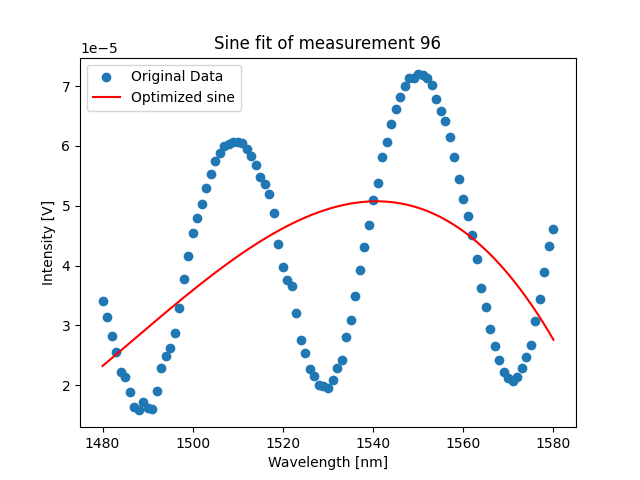 Sine fit of measurement 96
1e−5
Original Data
Optimized sine
7
6
5
4
3
2
Intensity [V]
1480 1500 1520 1540 1560 1580
Wavelength [nm]